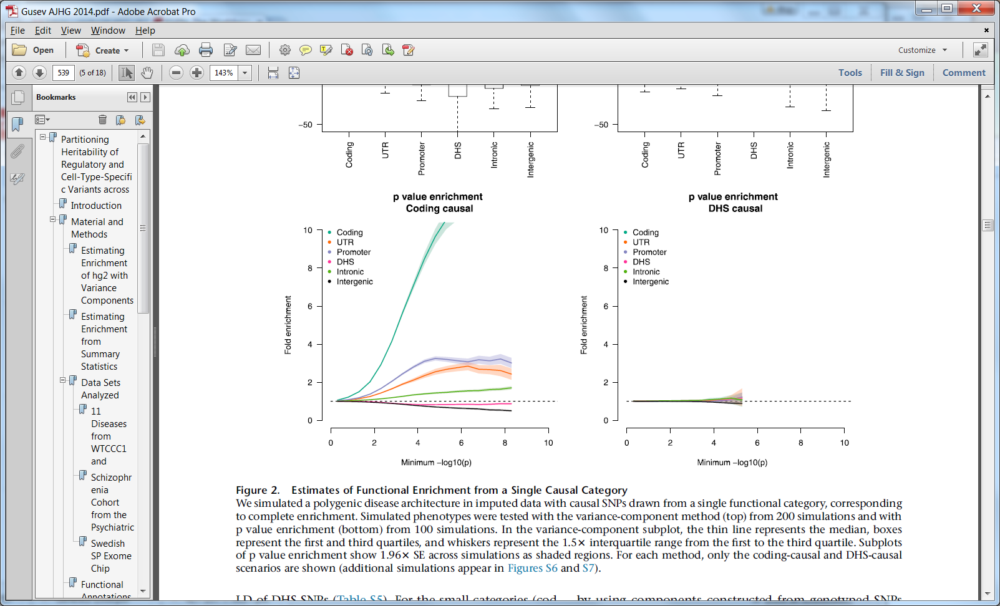 Gusev AJHG 2014.pdf - Adobe Acrobat Pro
File Edit View Window Help
Open Create Customize
539 (5 of 18) 143% Tools Fill & Sign Comment
Bookmarks
Partitioning
Heritability of
Regulatory and
Cell-Type-Specifi
c Variants across
Introduction
Material and
Methods
Estimating
Enrichment
of hg2 with
Variance
Components
Estimating
Enrichment
from
Summary
Statistics
Data Sets
Analyzed
11
Diseases
from
WTCCC1
and
Schizophr
enia
Cohort
from the
Psychiatric
Swedish
SP Exome
Chip
Functional
Annotations
−50
Coding UTR Promoter DHS Intronic Intergenic
−50
Coding UTR Promoter DHS Intronic Intergenic
p value enrichment
Coding causal
10
8
6
4
2
0
Fold enrichment
Coding
UTR
Promoter
DHS
Intronic
Intergenic
0 2 4 6 8 10
Minimum −log10(p)
p value enrichment
DHS causal
10
8
6
4
2
0
Fold enrichment
Coding
UTR
Promoter
DHS
Intronic
Intergenic
0 2 4 6 8 10
Minimum −log10(p)
Figure 2. Estimates of Functional Enrichment from a Single Causal Category
We simulated a polygenic disease architecture in imputed data with causal SNPs drawn from a single functional category, corresponding
to complete enrichment. Simulated phenotypes were tested with the variance-component method (top) from 200 simulations and with
p value enrichment (bottom) from 100 simulations. In the variance-component subplot, the thin line represents the median, boxes
represent the first and third quartiles, and whiskers represent the 1.5× interquartile range from the first to the third quartile. Subplots
of p value enrichment show 1.96× SE across simulations as shaded regions. For each method, only the coding-causal and DHS-causal
scenarios are shown (additional simulations appear in Figures S6 and S7).
LD of DHS SNPs (Table S5). For the small categories (cod
by using components constructed from genotyped SNPs